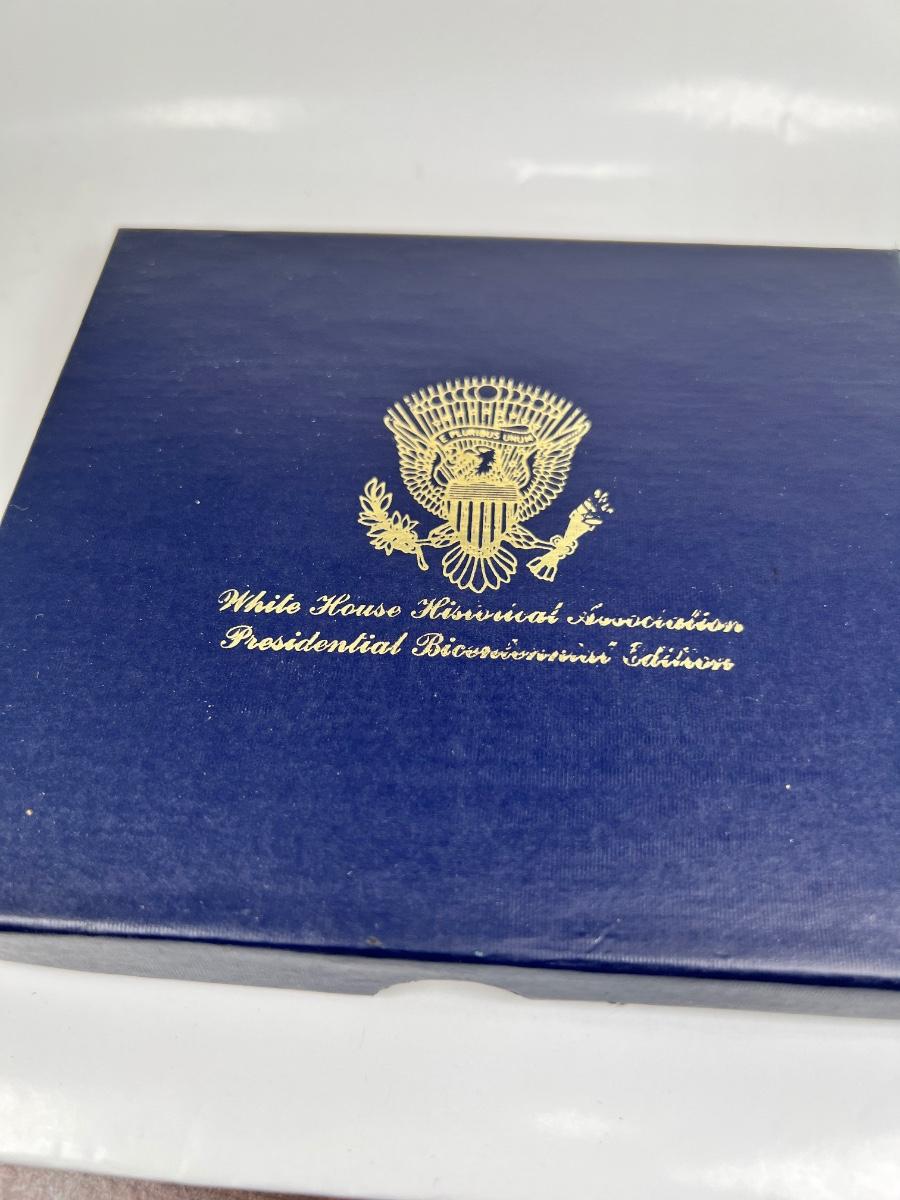 E PLURIBUS UNUM
White House Historical Association
Presidential Bicentennial Edition